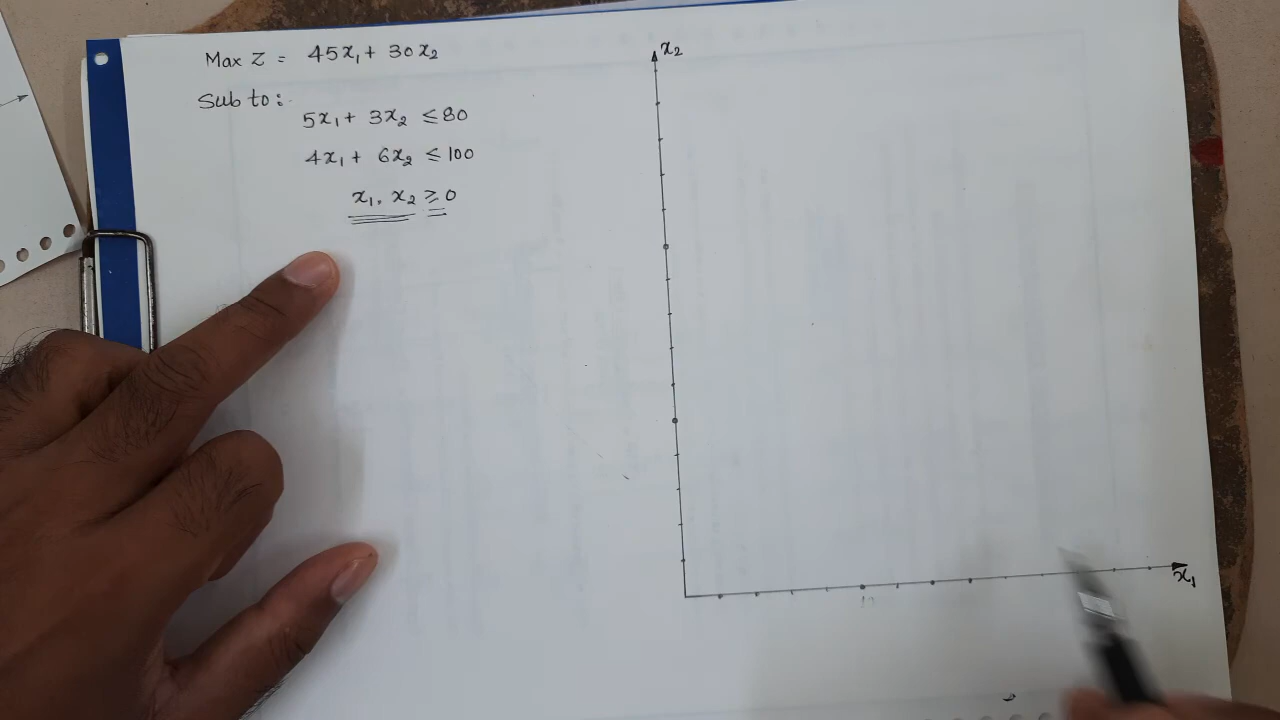 Max Z = 45x₁ + 30x₂
Sub to:
5x₁ + 3x₂ ≤ 80
4x₁ + 6x₂ ≤ 100
x₁, x₂ ≥ 0
x₂
x₁